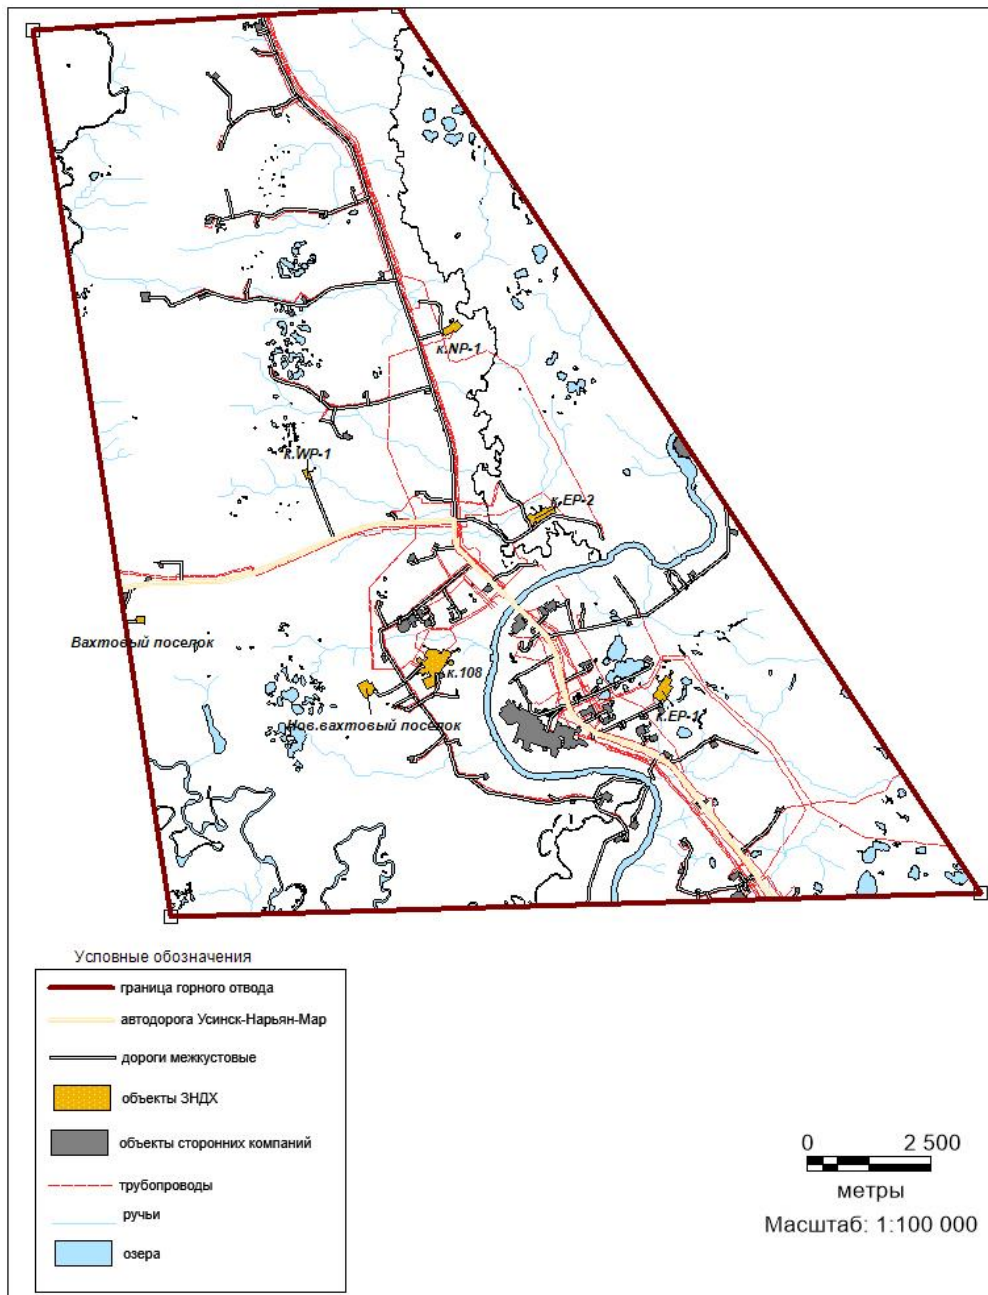 к.NP-1
к.WP-1
к.EP-2
Вахтовый поселок
к.108
Нов.вахтовый поселок
к.EP-1
Условные обозначения
граница горного отвода
автодорога Усинск-Нарьян-Мар
дороги межкустовые
объекты ЗНДХ
объекты сторонних компаний
трубопроводы
ручьи
озера
0 2 500
метры
Масштаб: 1:100 000